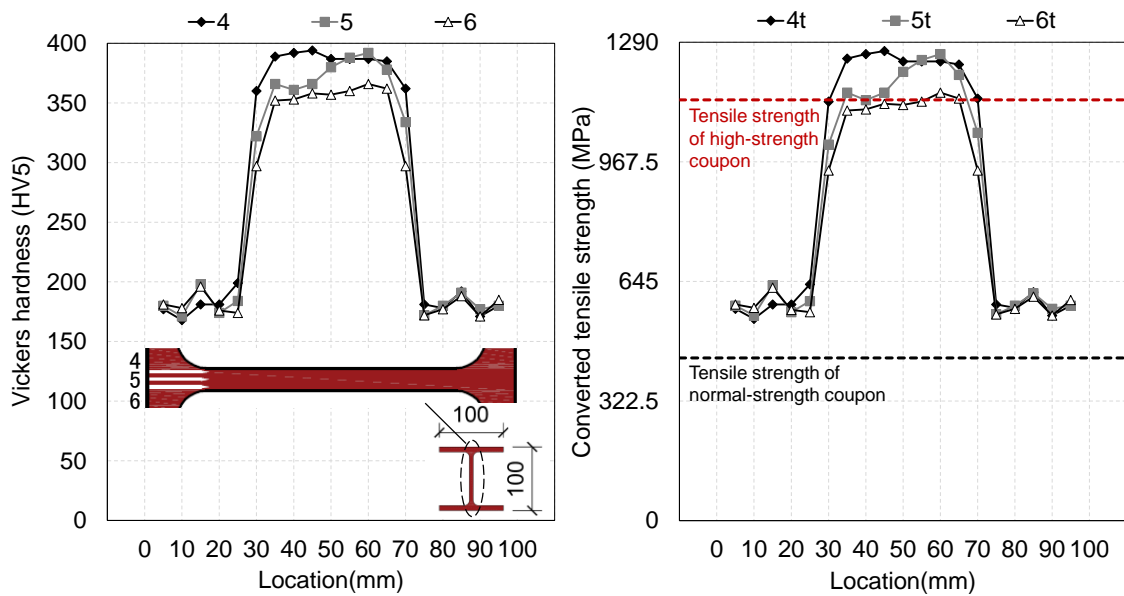 4 5 6
400
350
300
250
200
150
100
50
0
Vickers hardness (HV5)
4
5
6
100
100
0 10 20 30 40 50 60 70 80 90 100
Location(mm)
4t 5t 6t
1290
967.5
645
322.5
0
Converted tensile strength (MPa)
Tensile strength
of high-strength
coupon
Tensile strength of
normal-strength coupon
0 10 20 30 40 50 60 70 80 90 100
Location(mm)